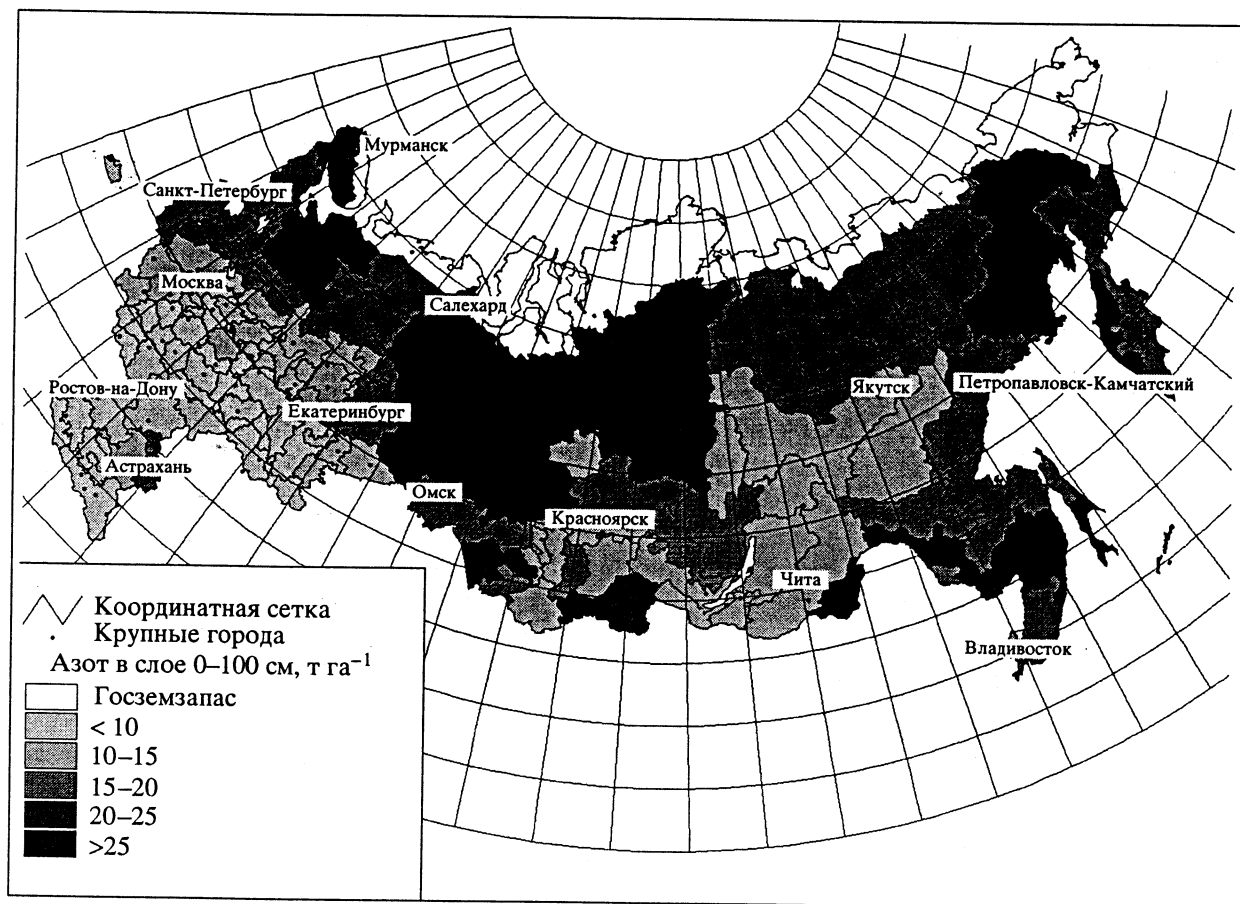 Мурманск
Санкт-Петербург
Москва
Салехард
Ростов-на-Дону
Якутск
Петропавловск-Камчатский
Екатеринбург
Астрахань
Омск
Красноярск
Чита
Владивосток
Координатная сетка
Крупные города
Азот в слое 0–100 см, т га⁻¹
Госземзапас
< 10
10–15
15–20
20–25
>25